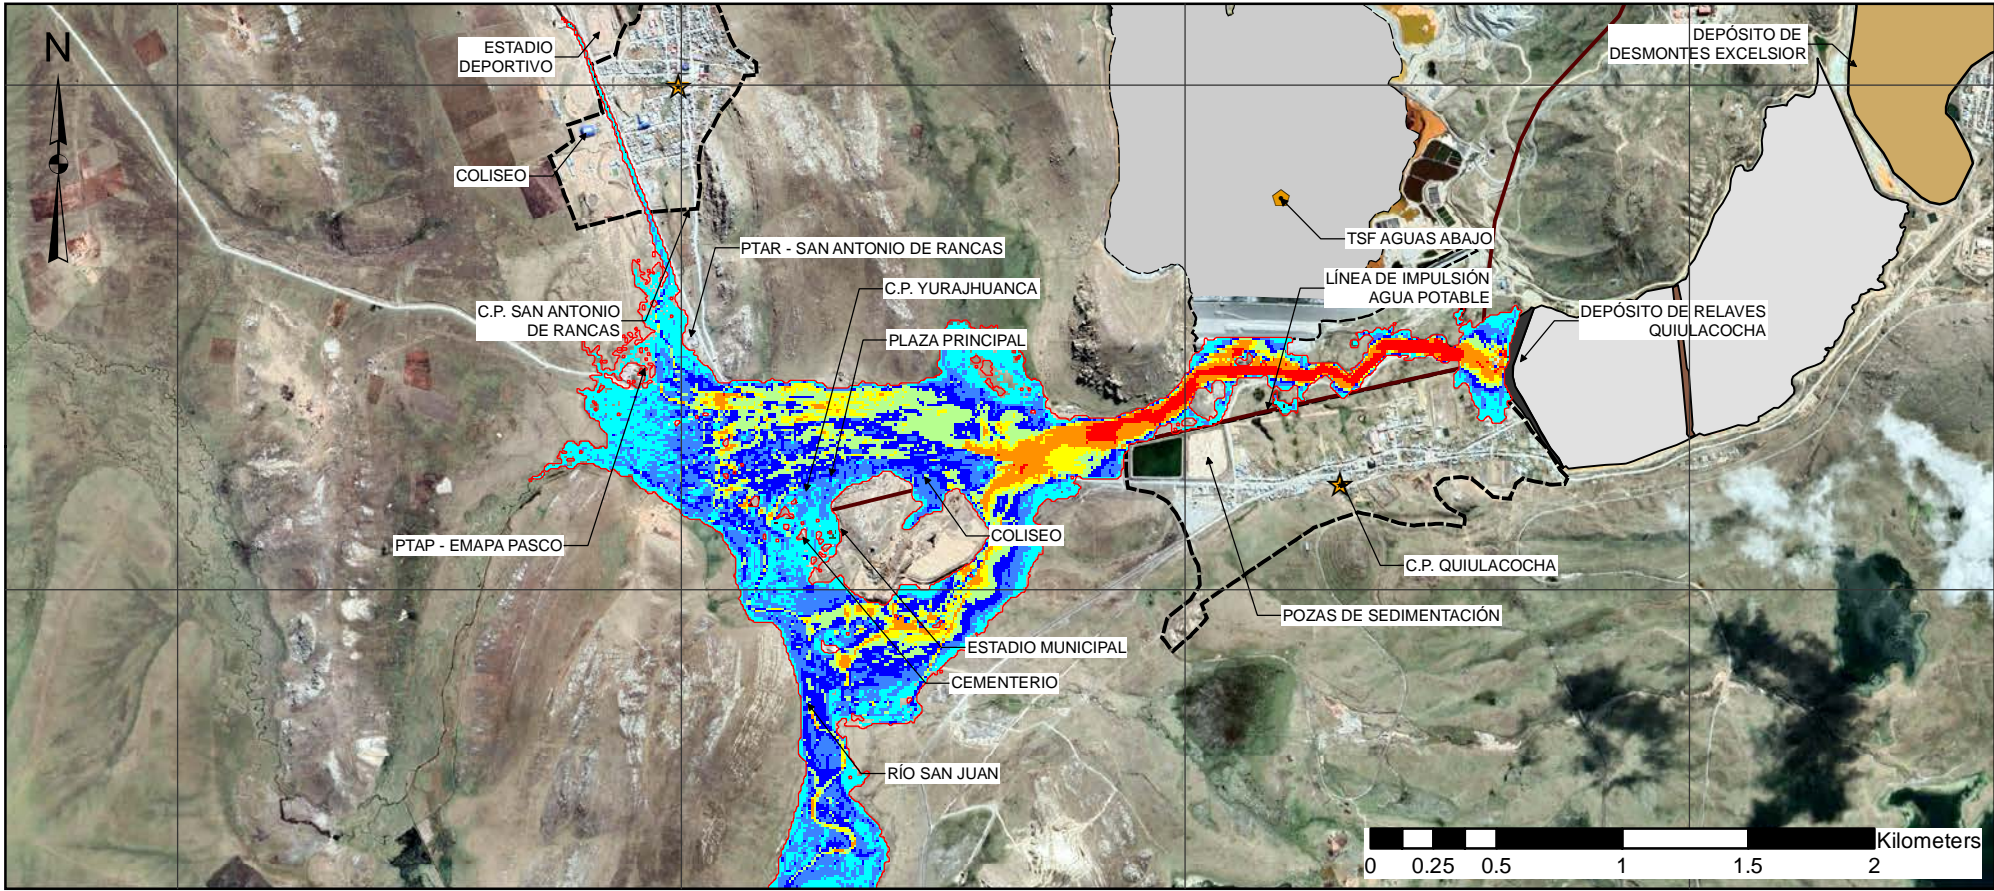 N
ESTADIO
DEPORTIVO
DEPÓSITO DE
DESMONTES EXCELSIOR
COLISEO
PTAR - SAN ANTONIO DE RANCAS
TSF AGUAS ABAJO
C.P. YURAJHUANCA
LÍNEA DE IMPULSIÓN
AGUA POTABLE
C.P. SAN ANTONIO
DE RANCAS
PLAZA PRINCIPAL
DEPÓSITO DE RELAVES
QUIULACOCHA
PTAP - EMAPA PASCO
COLISEO
C.P. QUIULACOCHA
POZAS DE SEDIMENTACIÓN
ESTADIO MUNICIPAL
CEMENTERIO
RÍO SAN JUAN
Kilometers
0 0.25 0.5 1 1.5 2